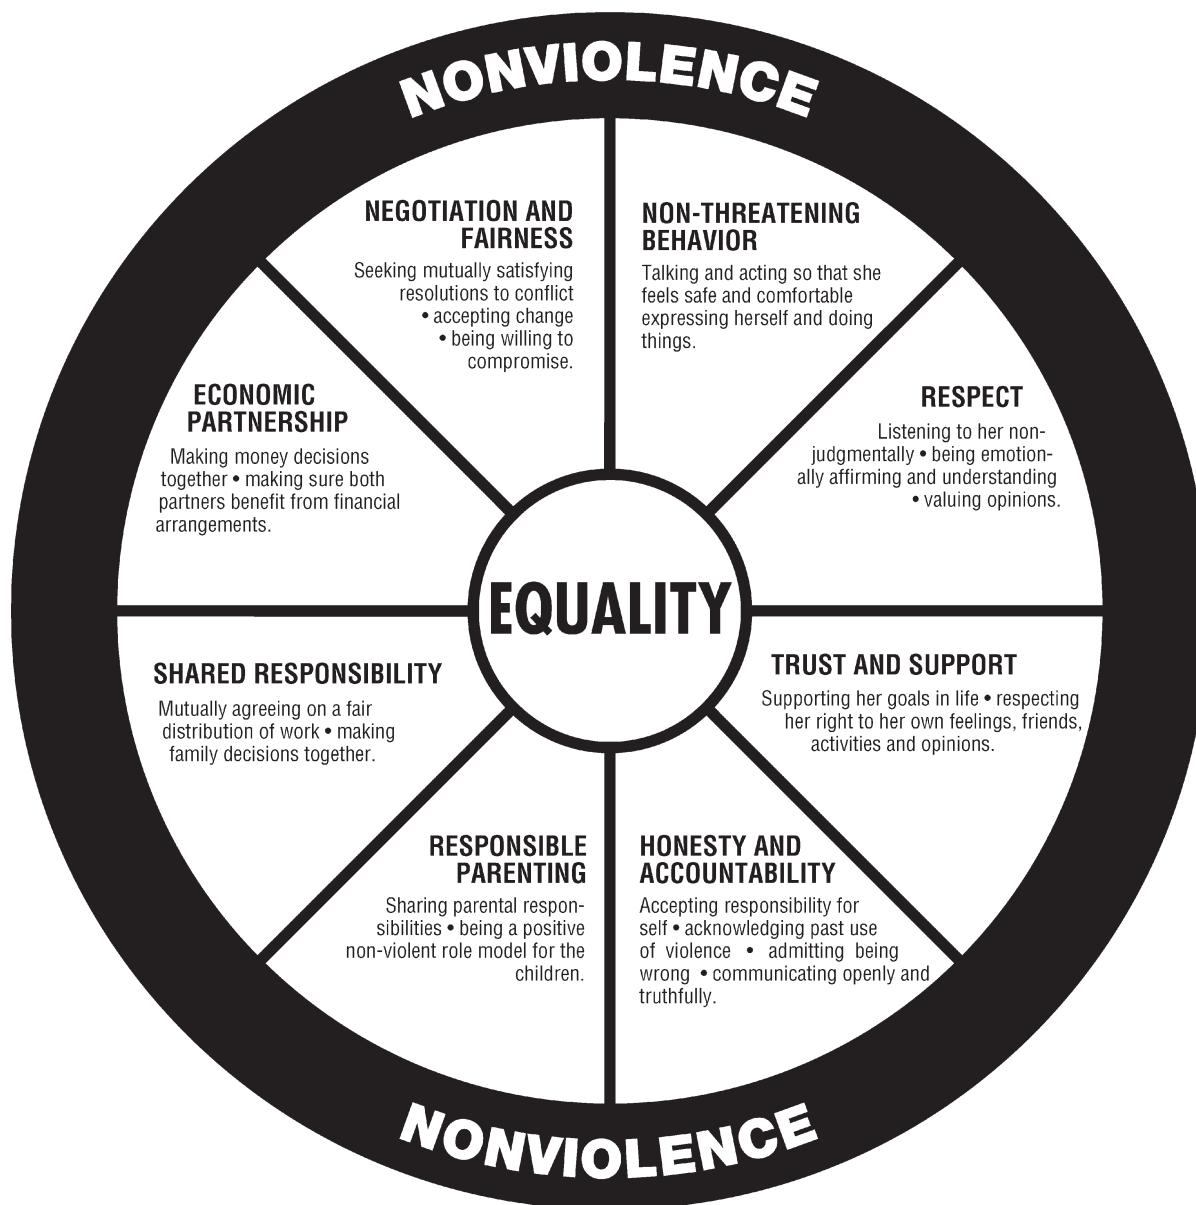 NONVIOLENCE
NEGOTIATION AND
FAIRNESS
Seeking mutually satisfying
resolutions to conflict
• accepting change
• being willing to
compromise.
NON-THREATENING
BEHAVIOR
Talking and acting so that she
feels safe and comfortable
expressing herself and doing
things.
ECONOMIC
PARTNERSHIP
Making money decisions
together • making sure both
partners benefit from financial
arrangements.
RESPECT
Listening to her non-
judgmentally • being emotion-
ally affirming and understanding
• valuing opinions.
EQUALITY
SHARED RESPONSIBILITY
Mutually agreeing on a fair
distribution of work • making
family decisions together.
TRUST AND SUPPORT
Supporting her goals in life • respecting
her right to her own feelings, friends,
activities and opinions.
RESPONSIBLE
PARENTING
Sharing parental respon-
sibilities • being a positive
non-violent role model for the
children.
HONESTY AND
ACCOUNTABILITY
Accepting responsibility for
self • acknowledging past use
of violence • admitting being
wrong • communicating openly and
truthfully.
NONVIOLENCE